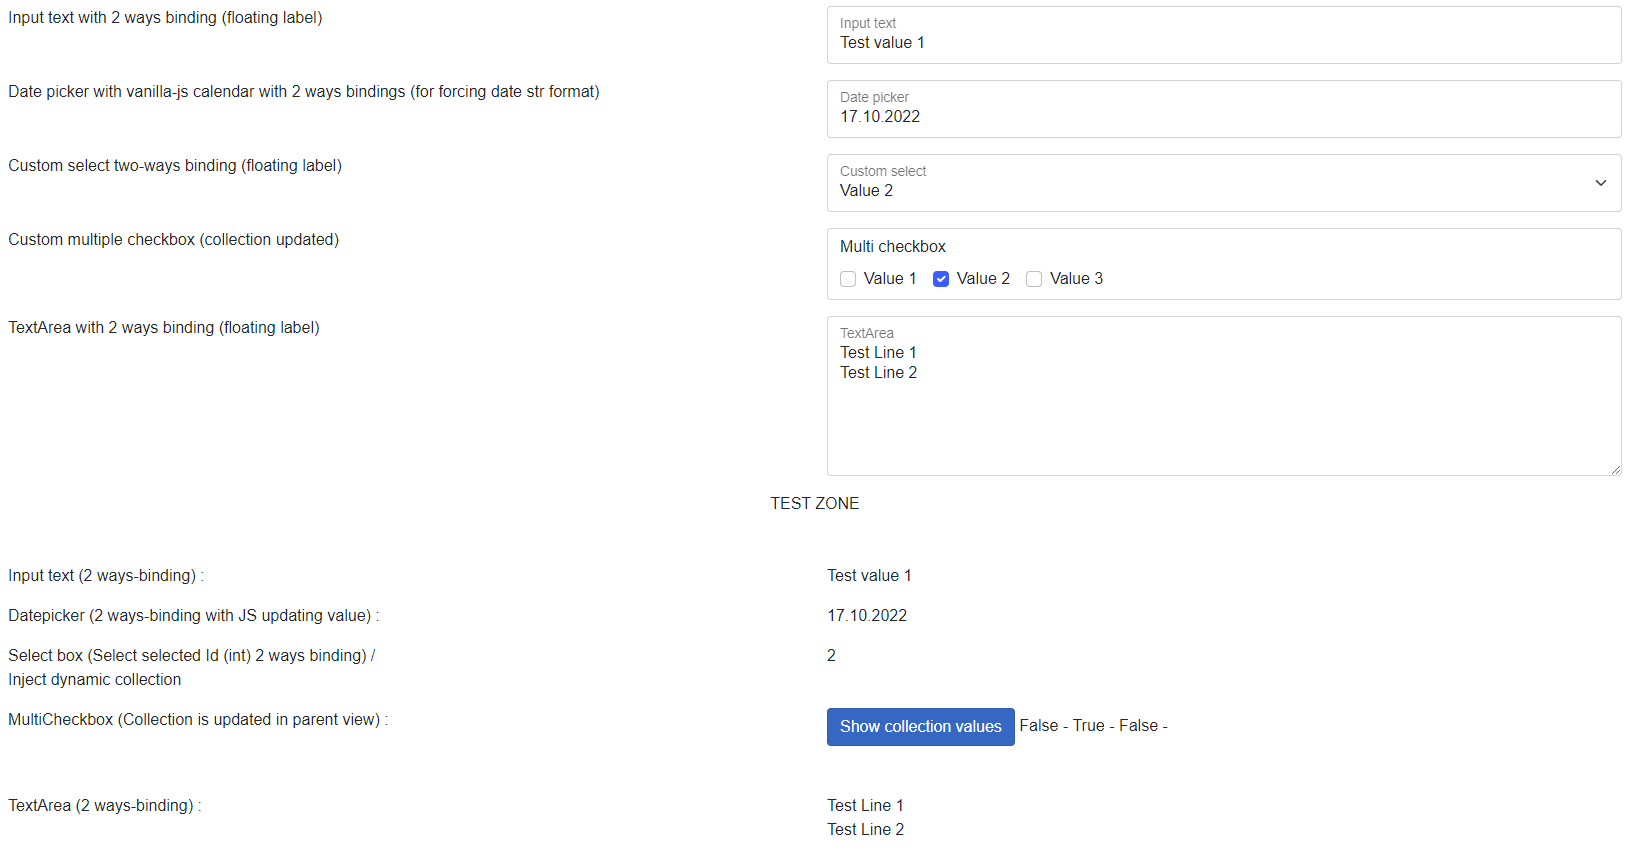 Input text with 2 ways binding (floating label)
Input text
Test value 1
Date picker with vanilla-js calendar with 2 ways bindings (for forcing date str format)
Date picker
17.10.2022
Custom select two-ways binding (floating label)
Custom select
Value 2
Custom multiple checkbox (collection updated)
Multi checkbox
Value 1 Value 2 Value 3
TextArea with 2 ways binding (floating label)
TextArea
Test Line 1
Test Line 2
TEST ZONE
Input text (2 ways-binding) :
Test value 1
Datepicker (2 ways-binding with JS updating value) :
17.10.2022
Select box (Select selected Id (int) 2 ways binding) /
Inject dynamic collection
2
MultiCheckbox (Collection is updated in parent view) :
Show collection values False - True - False -
TextArea (2 ways-binding) :
Test Line 1
Test Line 2